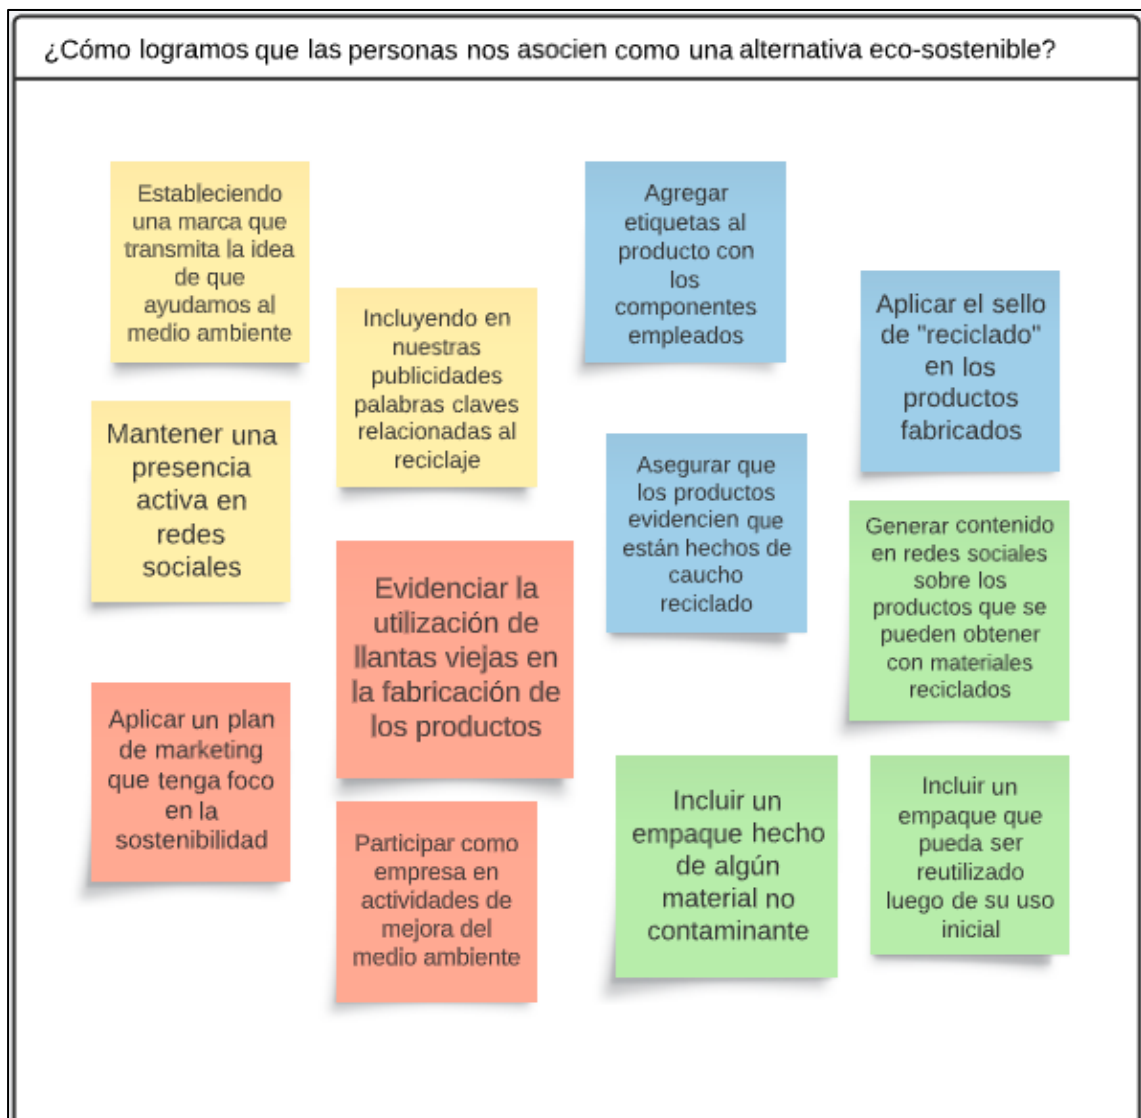 ¿Cómo logramos que las personas nos asocien como una alternativa eco-sostenible?
Estableciendo
una marca que
transmita la idea
de que
ayudamos al
medio ambiente
Incluyendo en
nuestras
publicidades
palabras claves
relacionadas al
reciclaje
Mantener una
presencia
activa en
redes
sociales
Agregar
etiquetas al
producto con
los
componentes
empleados
Aplicar el sello
de "reciclado"
en los
productos
fabricados
Asegurar que
los productos
evidencien que
están hechos de
caucho
reciclado
Evidenciar la
utilización de
llantas viejas en
la fabricación de
los productos
Aplicar un plan
de marketing
que tenga foco
en la
sostenibilidad
Participar como
empresa en
actividades de
mejora del
medio ambiente
Generar contenido
en redes sociales
sobre los
productos que se
pueden obtener
con materiales
reciclados
Incluir un
empaque hecho
de algún
material no
contaminante
Incluir un
empaque que
pueda ser
reutilizado
luego de su uso
inicial